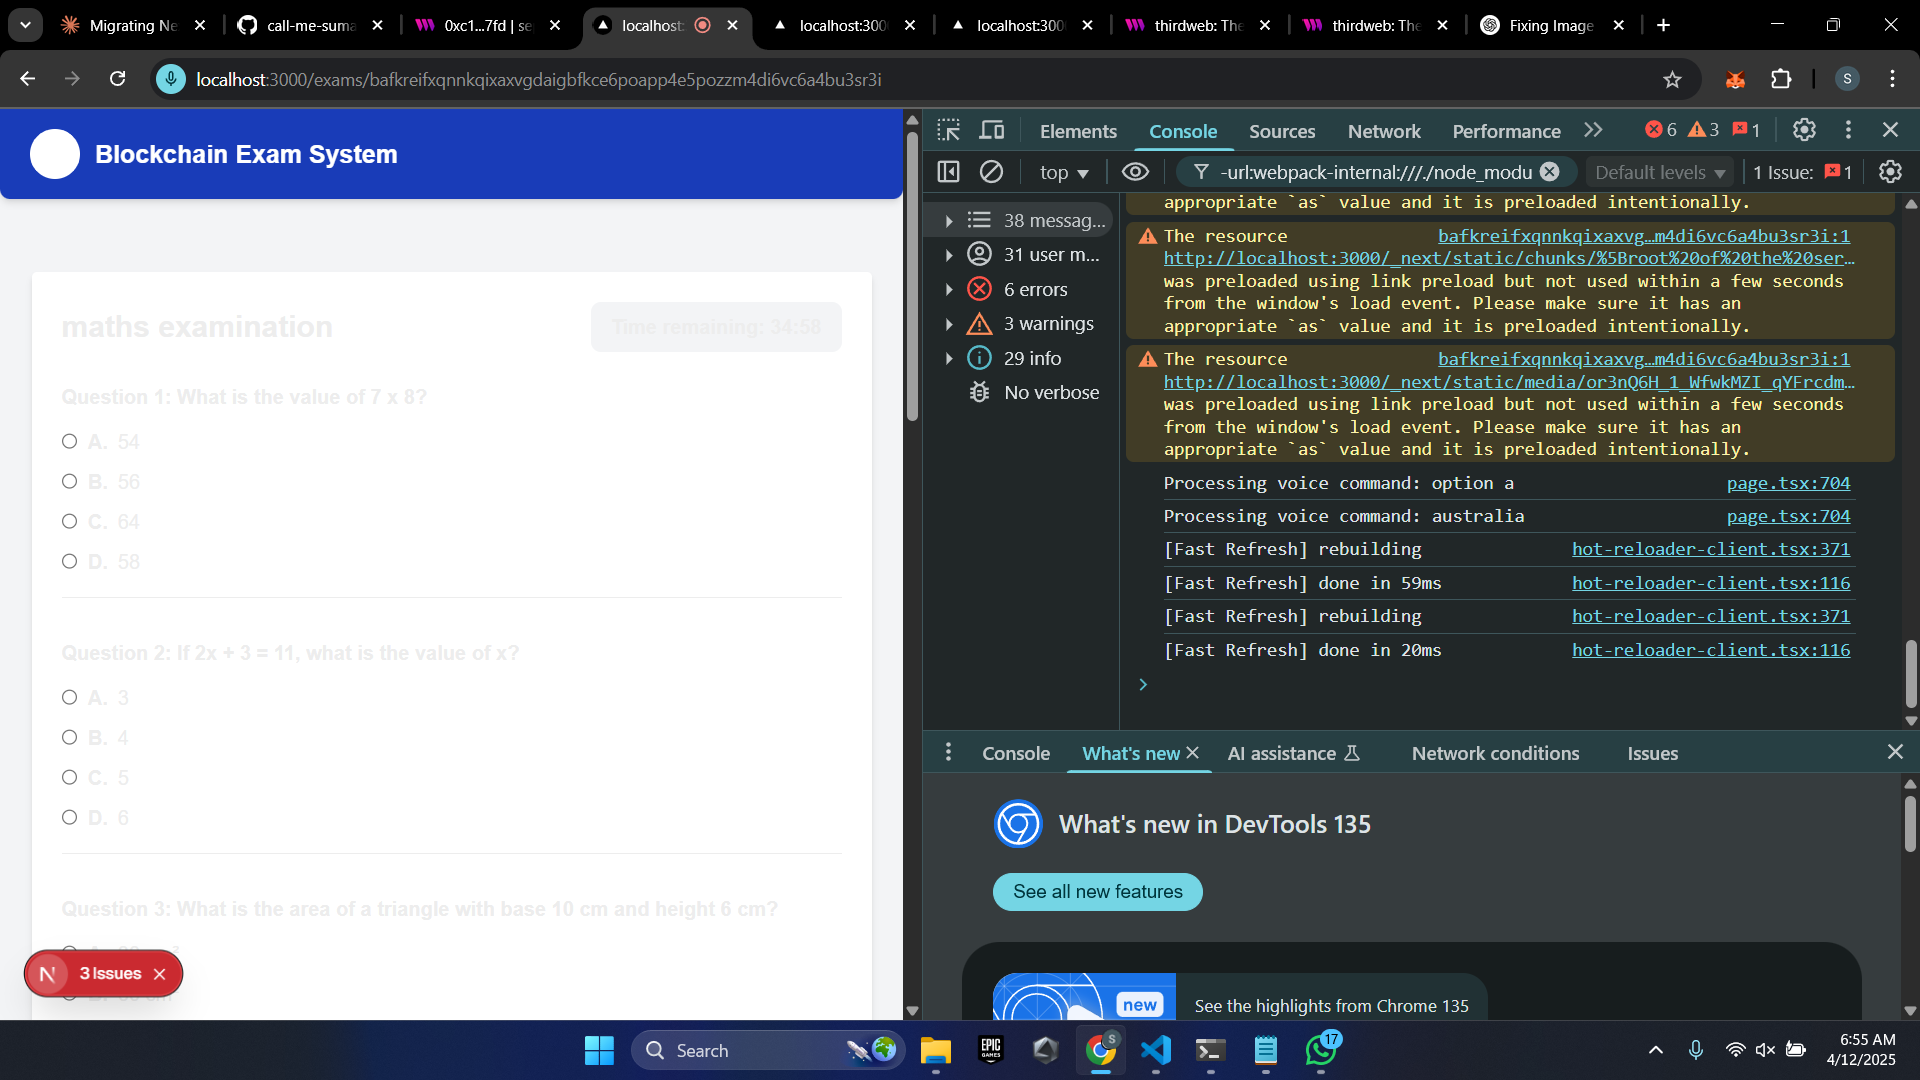 Migrating Ne
call-me-suma
0xc1...7fd | se
localhost:
localhost:300
localhost:300
thirdweb: The
thirdweb: The
Fixing Image
localhost:3000/exams/bafkreifxqnnkqixaxvgdaigbfkce6poapp4e5pozzm4di6vc6a4bu3sr3i
S
Blockchain Exam System
maths examination
Time remaining: 34:58
Question 1: What is the value of 7 x 8?
A. 54
B. 56
C. 64
D. 58
Question 2: If 2x + 3 = 11, what is the value of x?
A. 3
B. 4
C. 5
D. 6
Question 3: What is the area of a triangle with base 10 cm and height 6 cm?
N 3 Issues
Elements Console Sources Network Performance
6 3 1
top
-url:webpack-internal:///./node_modu
Default levels
1 Issue: 1
38 messag...
31 user m...
6 errors
3 warnings
29 info
No verbose
appropriate `as` value and it is preloaded intentionally.
The resource bafkreifxqnnkqixaxvg…m4di6vc6a4bu3sr3i:1
http://localhost:3000/_next/static/chunks/%5Broot%20of%20the%20ser…
was preloaded using link preload but not used within a few seconds
from the window's load event. Please make sure it has an
appropriate `as` value and it is preloaded intentionally.
The resource bafkreifxqnnkqixaxvg…m4di6vc6a4bu3sr3i:1
http://localhost:3000/_next/static/media/or3nQ6H_1_WfwkMZI_qYFrcdm…
was preloaded using link preload but not used within a few seconds
from the window's load event. Please make sure it has an
appropriate `as` value and it is preloaded intentionally.
Processing voice command: option a page.tsx:704
Processing voice command: australia page.tsx:704
[Fast Refresh] rebuilding hot-reloader-client.tsx:371
[Fast Refresh] done in 59ms hot-reloader-client.tsx:116
[Fast Refresh] rebuilding hot-reloader-client.tsx:371
[Fast Refresh] done in 20ms hot-reloader-client.tsx:116
Console What's new AI assistance Network conditions Issues
What's new in DevTools 135
See all new features
new
See the highlights from Chrome 135
Search
EPIC GAMES
S
17
6:55 AM
4/12/2025